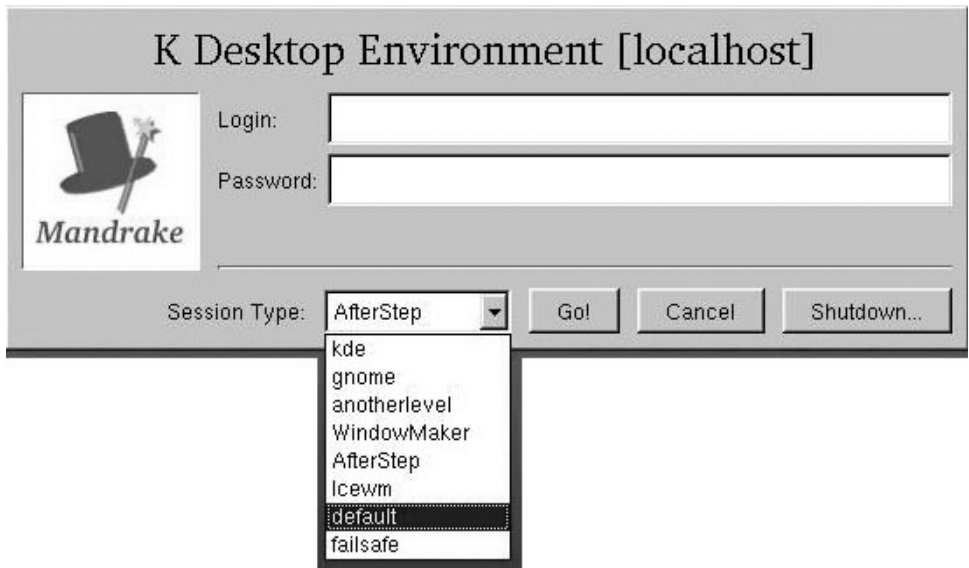 K Desktop Environment [localhost]
Login:
Password:
Mandrake
Session Type: AfterStep Go! Cancel Shutdown...
kde
gnome
anotherlevel
WindowMaker
AfterStep
Icewm
default
failsafe